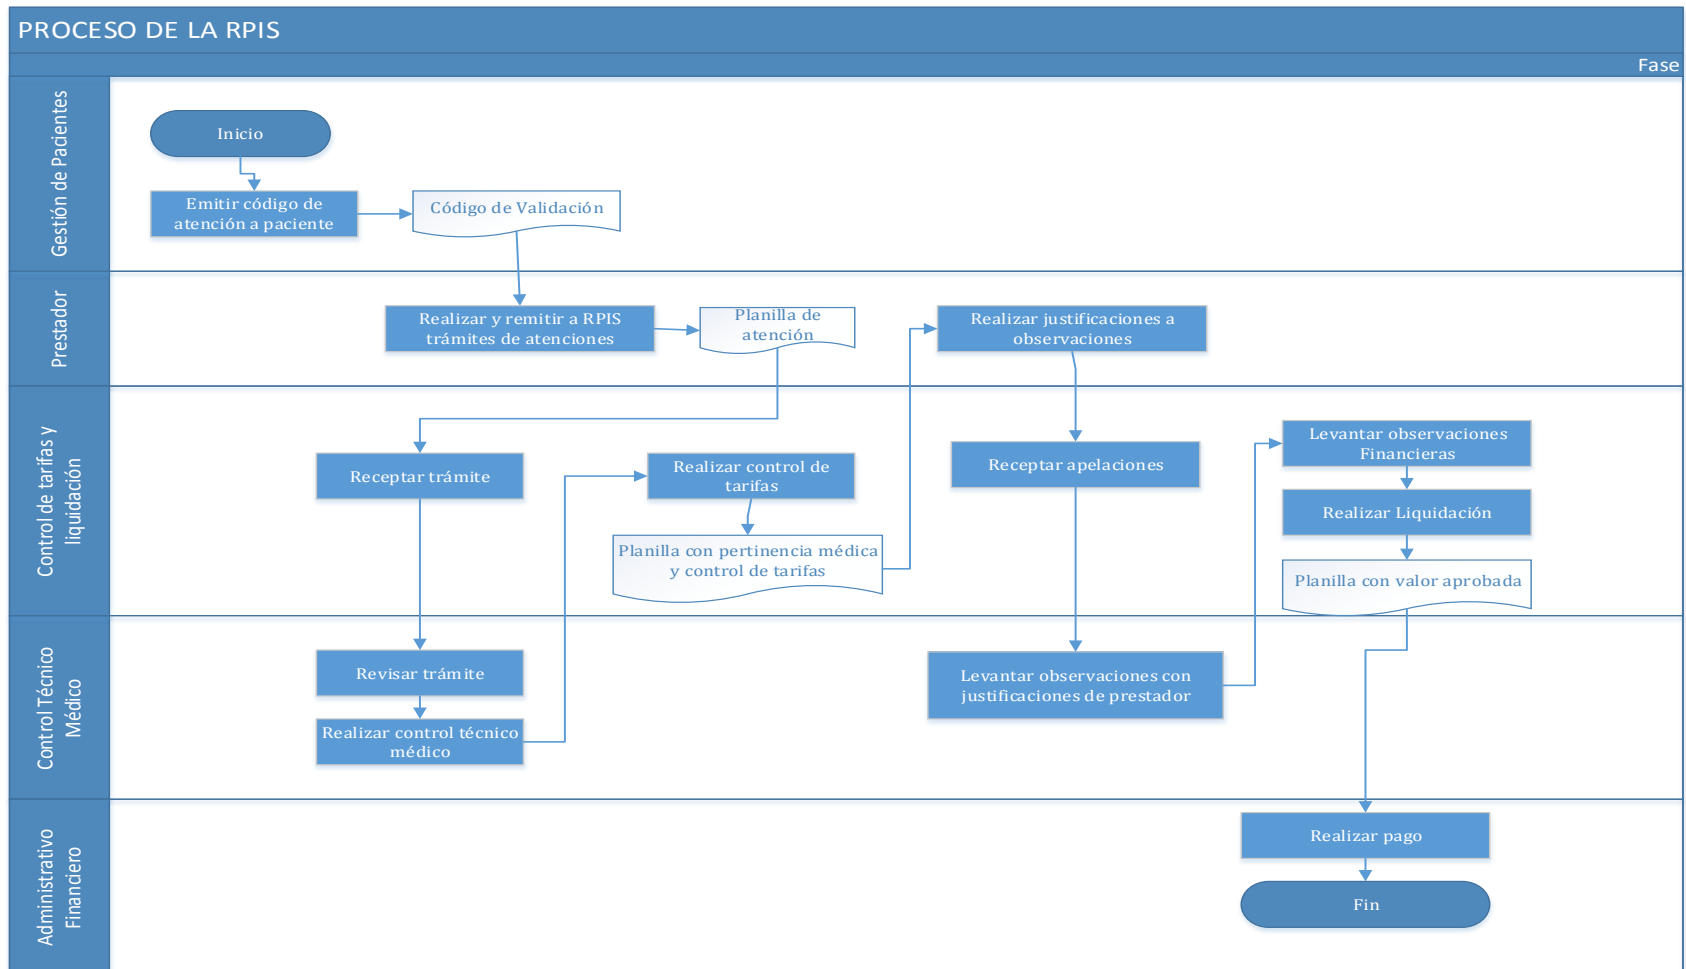 PROCESO DE LA RPIS
Fase
Gestión de Pacientes
Inicio
Emitir código de
atención a paciente
Código de Validación
Prestador
Realizar y remitir a RPIS
trámites de atenciones
Planilla de
atención
Realizar justificaciones a
observaciones
Control de tarifas y
liquidación
Receptar trámite
Realizar control de
tarifas
Planilla con pertinencia médica
y control de tarifas
Receptar apelaciones
Levantar observaciones
Financieras
Realizar Liquidación
Planilla con valor aprobada
Control Técnico
Médico
Revisar trámite
Realizar control técnico
médico
Levantar observaciones con
justificaciones de prestador
Administrativo
Financiero
Realizar pago
Fin